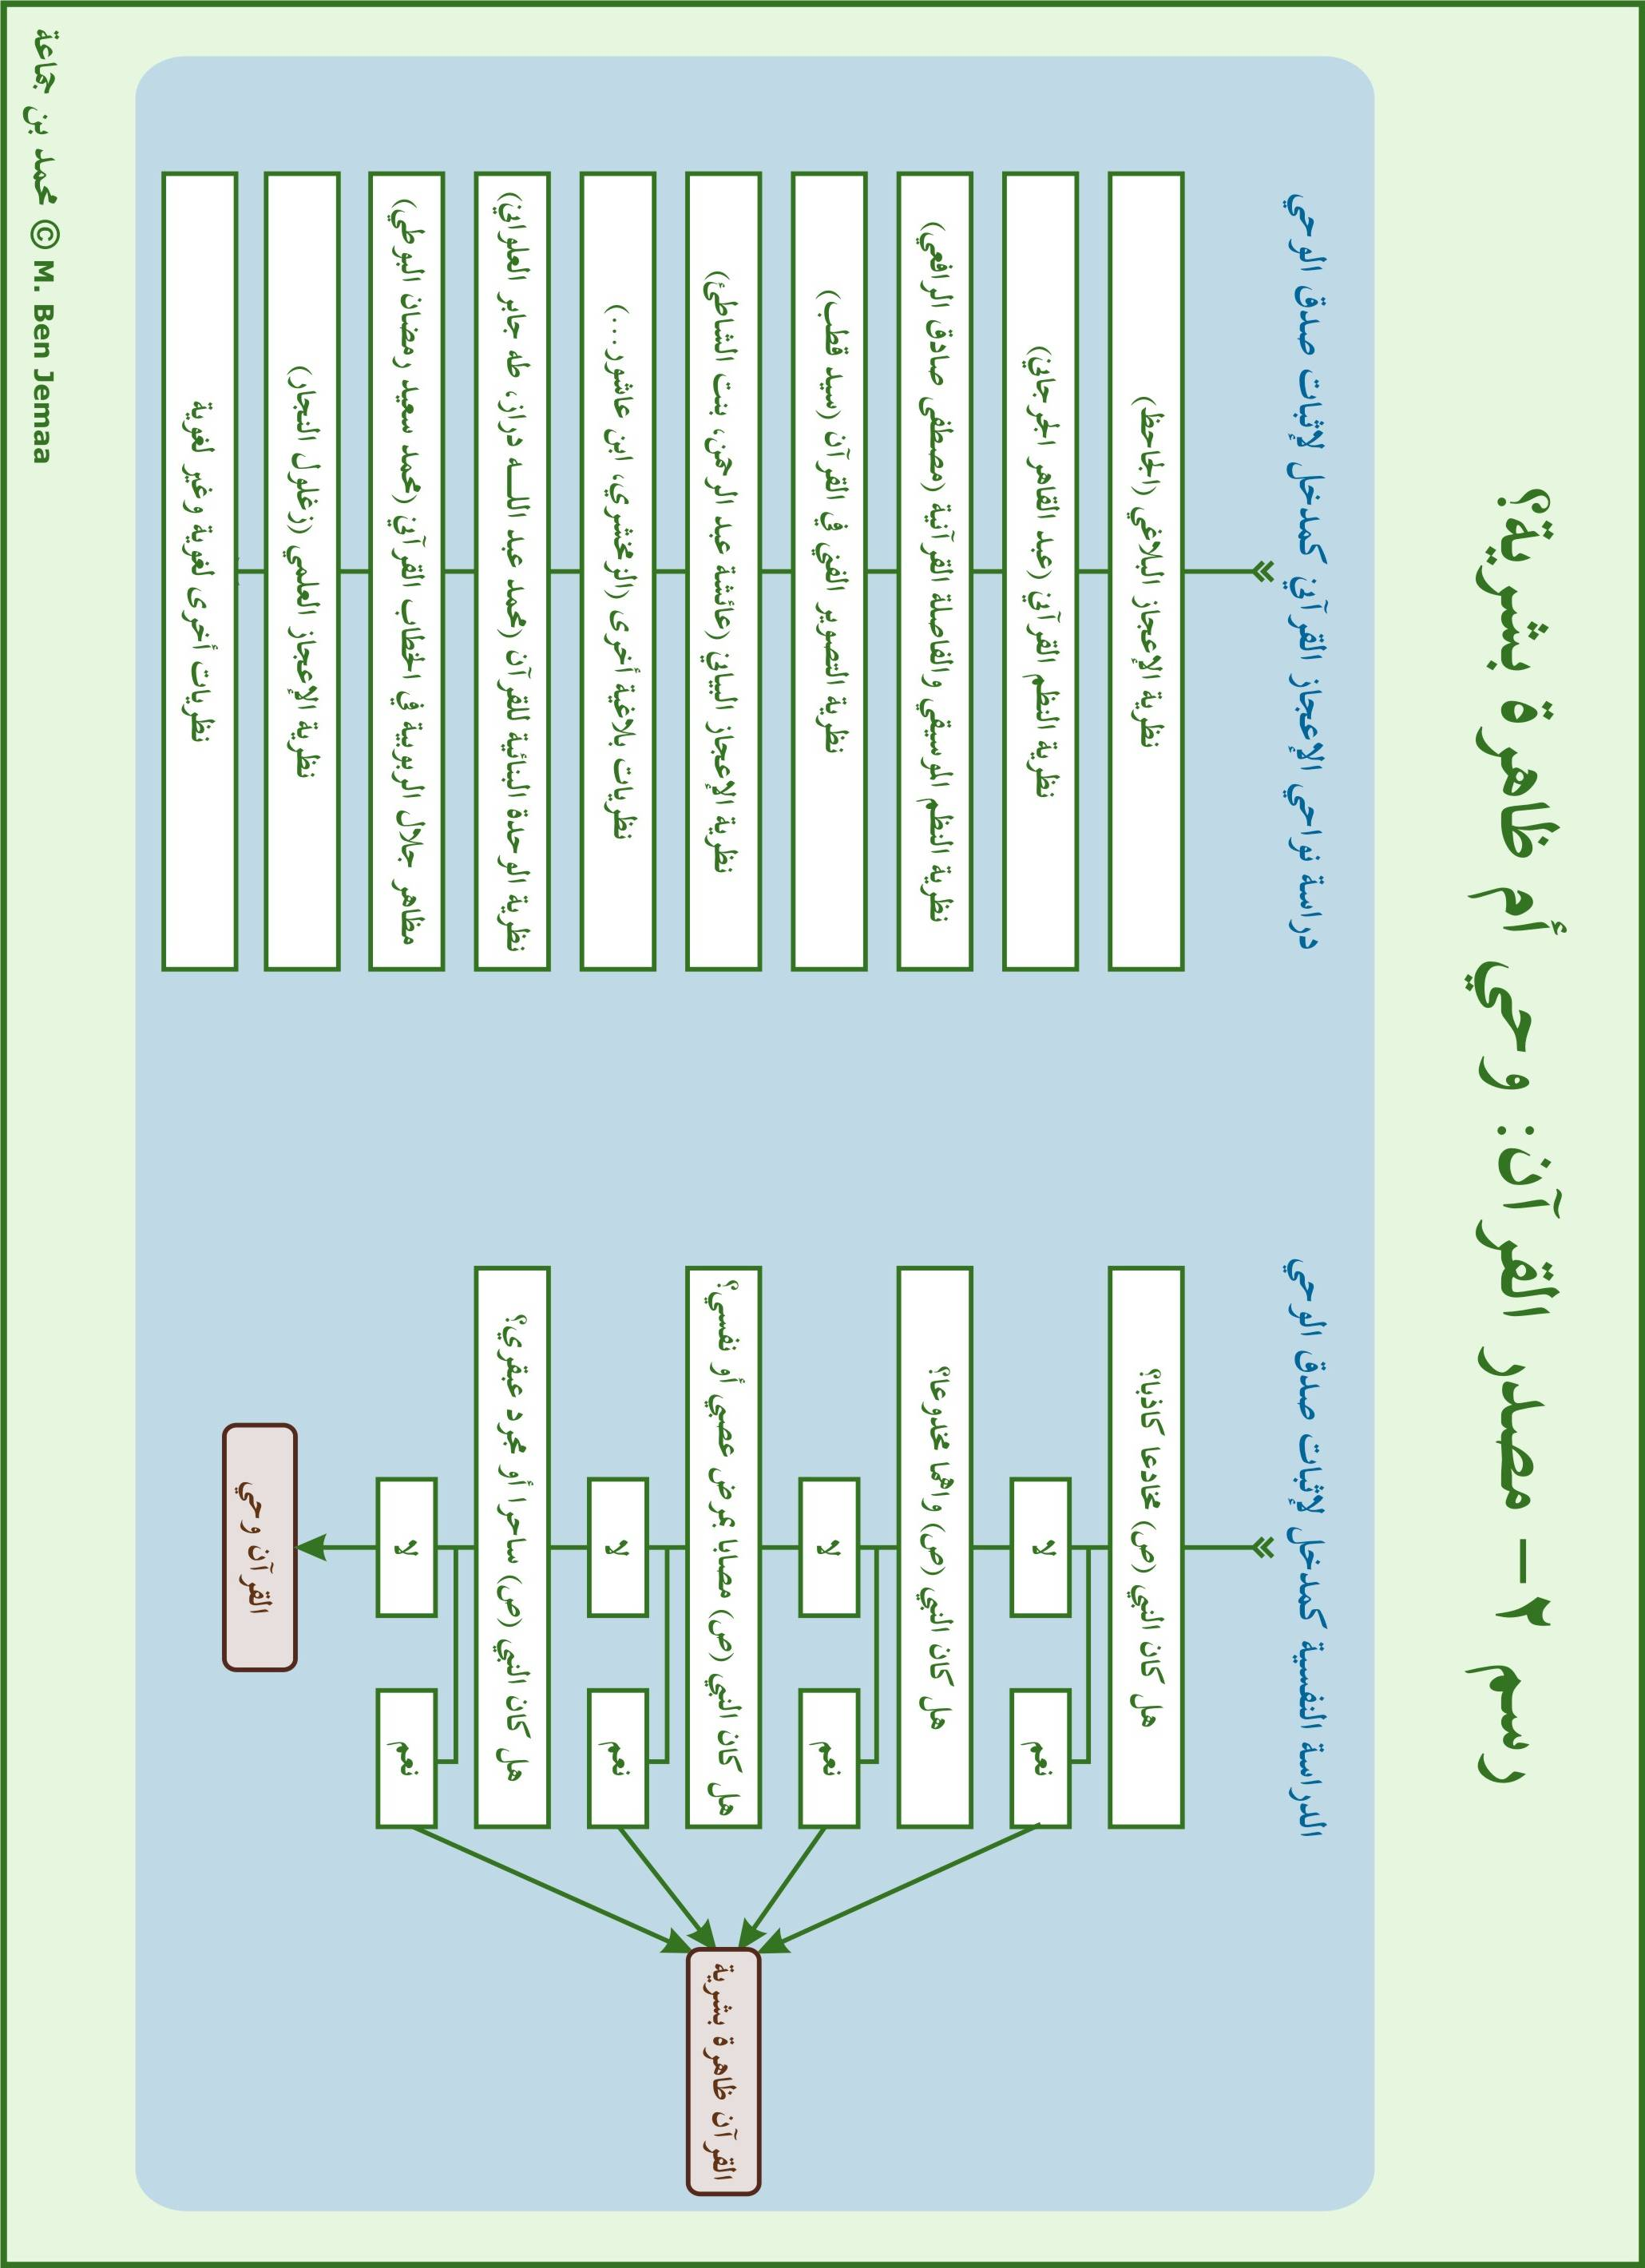 رسم ٢ – مصدر القرآن: وحي أم ظاهرة بشرية؟
الدراسة النفسية كمدخل لإثبات صدق الوحي
هل كان النبي (ص) مخادعا كاذبا؟
لا
نعم
هل كان النبي (ص) واهما مخدوعا؟
لا
نعم
هل كان النبي (ص) مصابا بمرض عصبي أو نفسي؟
لا
نعم
هل كان النبي (ص) ساحرا أو مجرد عبقري؟
لا
نعم
القرآن ظاهرة بشرية
القرآن وحي
دراسة نواحي الإعجاز القرآني كمدخل لإثبات صدق الوحي
نظرية الإعجاز البلاغي (الجاحظ)
نظرية النظم القرآني (عبد القاهر الجرجاني)
نظرية النظم الموسيقي والفاصلة القرآنية (مصطفى صادق الرافعي)
نظرية التصوير الفني في القرآن (سيد قطب)
نظرية الإعجاز البياني (عائشة عبد الرحمن، بنت الشاطئ)
نظريات بلاغية أخرى (الزمخشري، ابن عاشور...)
نظرية الوحدة البنائية للقرآن (محمد عبد اللــه دراز، طه جابر العلواني)
مظاهر جلال الربوبية في الخطاب القرآني (محمد سعيد رمضان البوطي)
نظرية الإعجاز العلمي (زغلول النجار)
نظريات أخرى لغوية وغير لغوية
محمد بن جماعة © M. Ben Jemaa